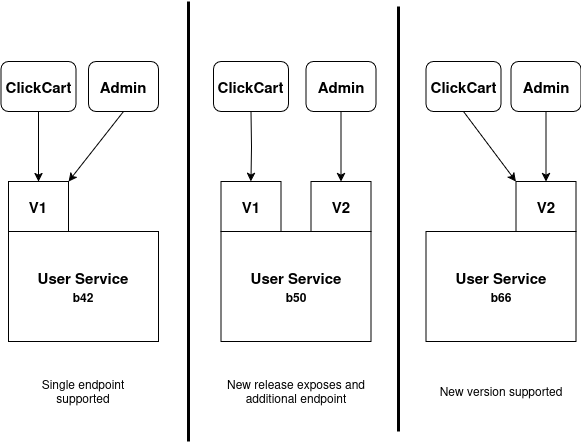 ClickCart
Admin
V1
User Service
b42
Single endpoint
supported
ClickCart
Admin
V1
V2
User Service
b50
New release exposes and
additional endpoint
ClickCart
Admin
V2
User Service
b66
New version supported